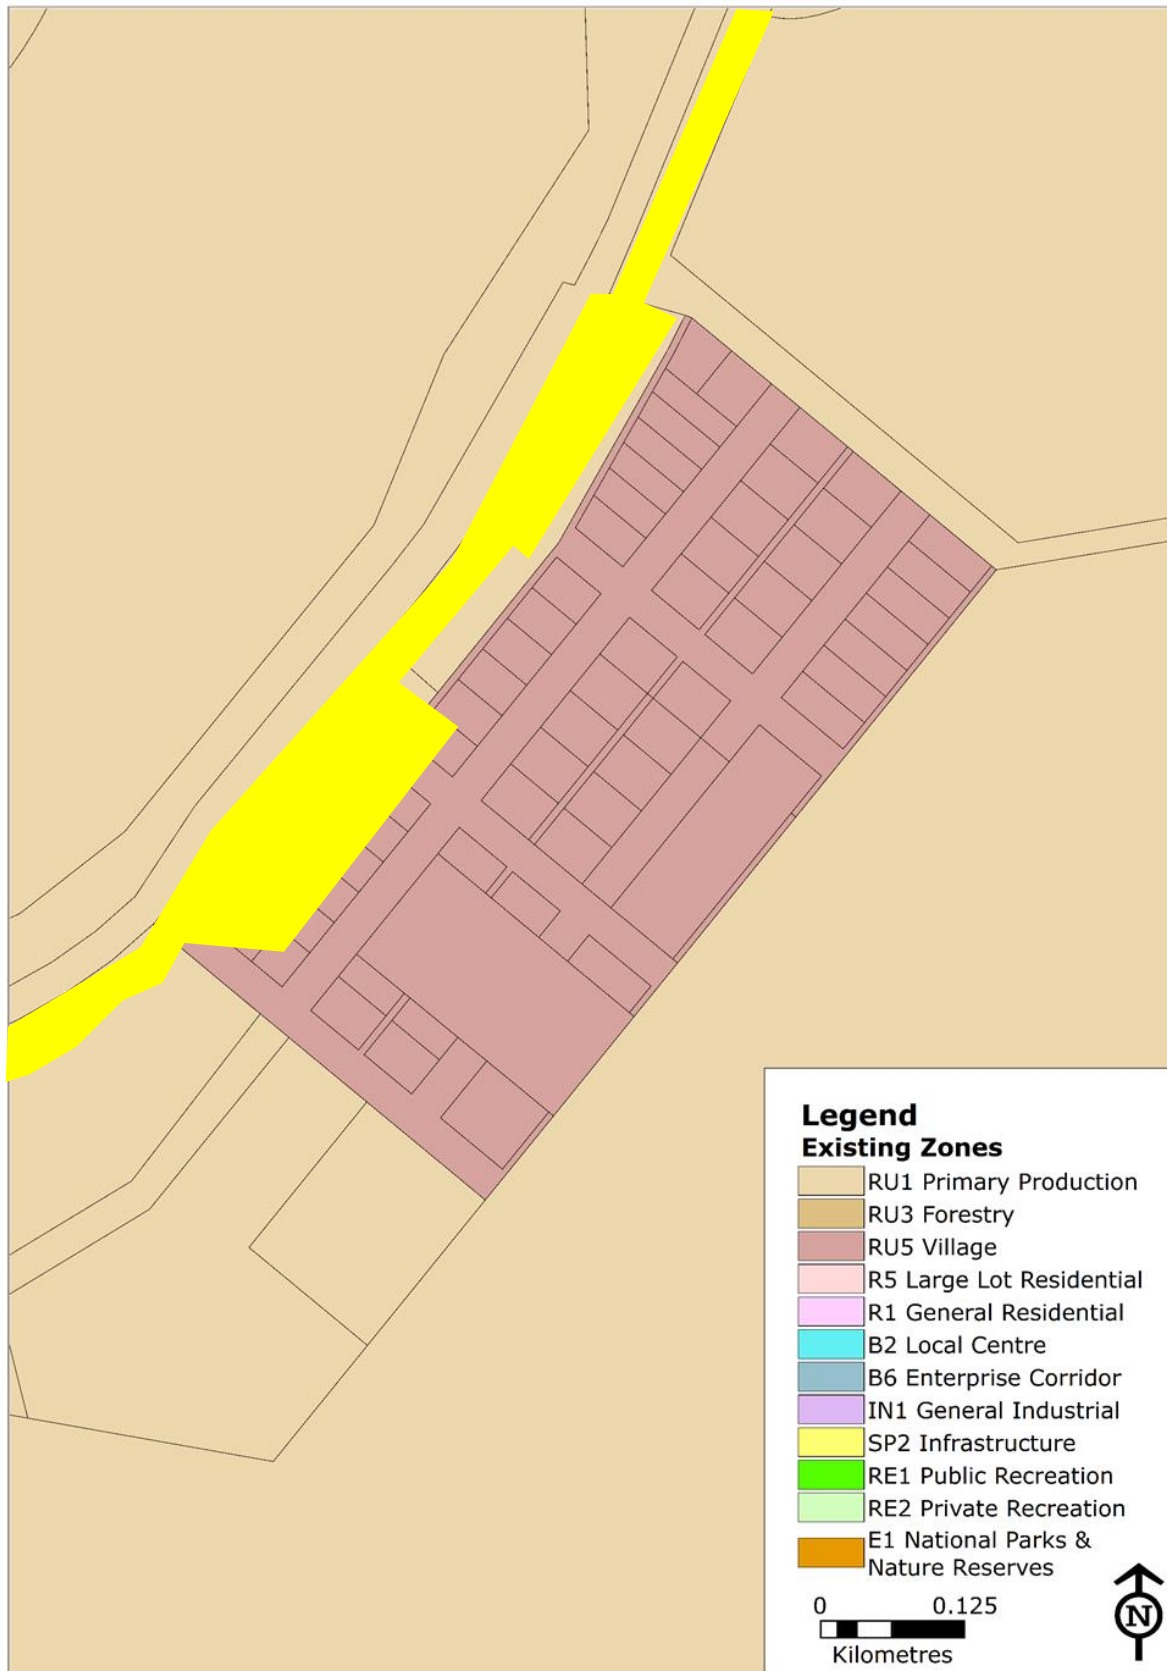 Legend
Existing Zones
RU1 Primary Production
RU3 Forestry
RU5 Village
R5 Large Lot Residential
R1 General Residential
B2 Local Centre
B6 Enterprise Corridor
IN1 General Industrial
SP2 Infrastructure
RE1 Public Recreation
RE2 Private Recreation
E1 National Parks &
Nature Reserves
0 0.125
Kilometres
N